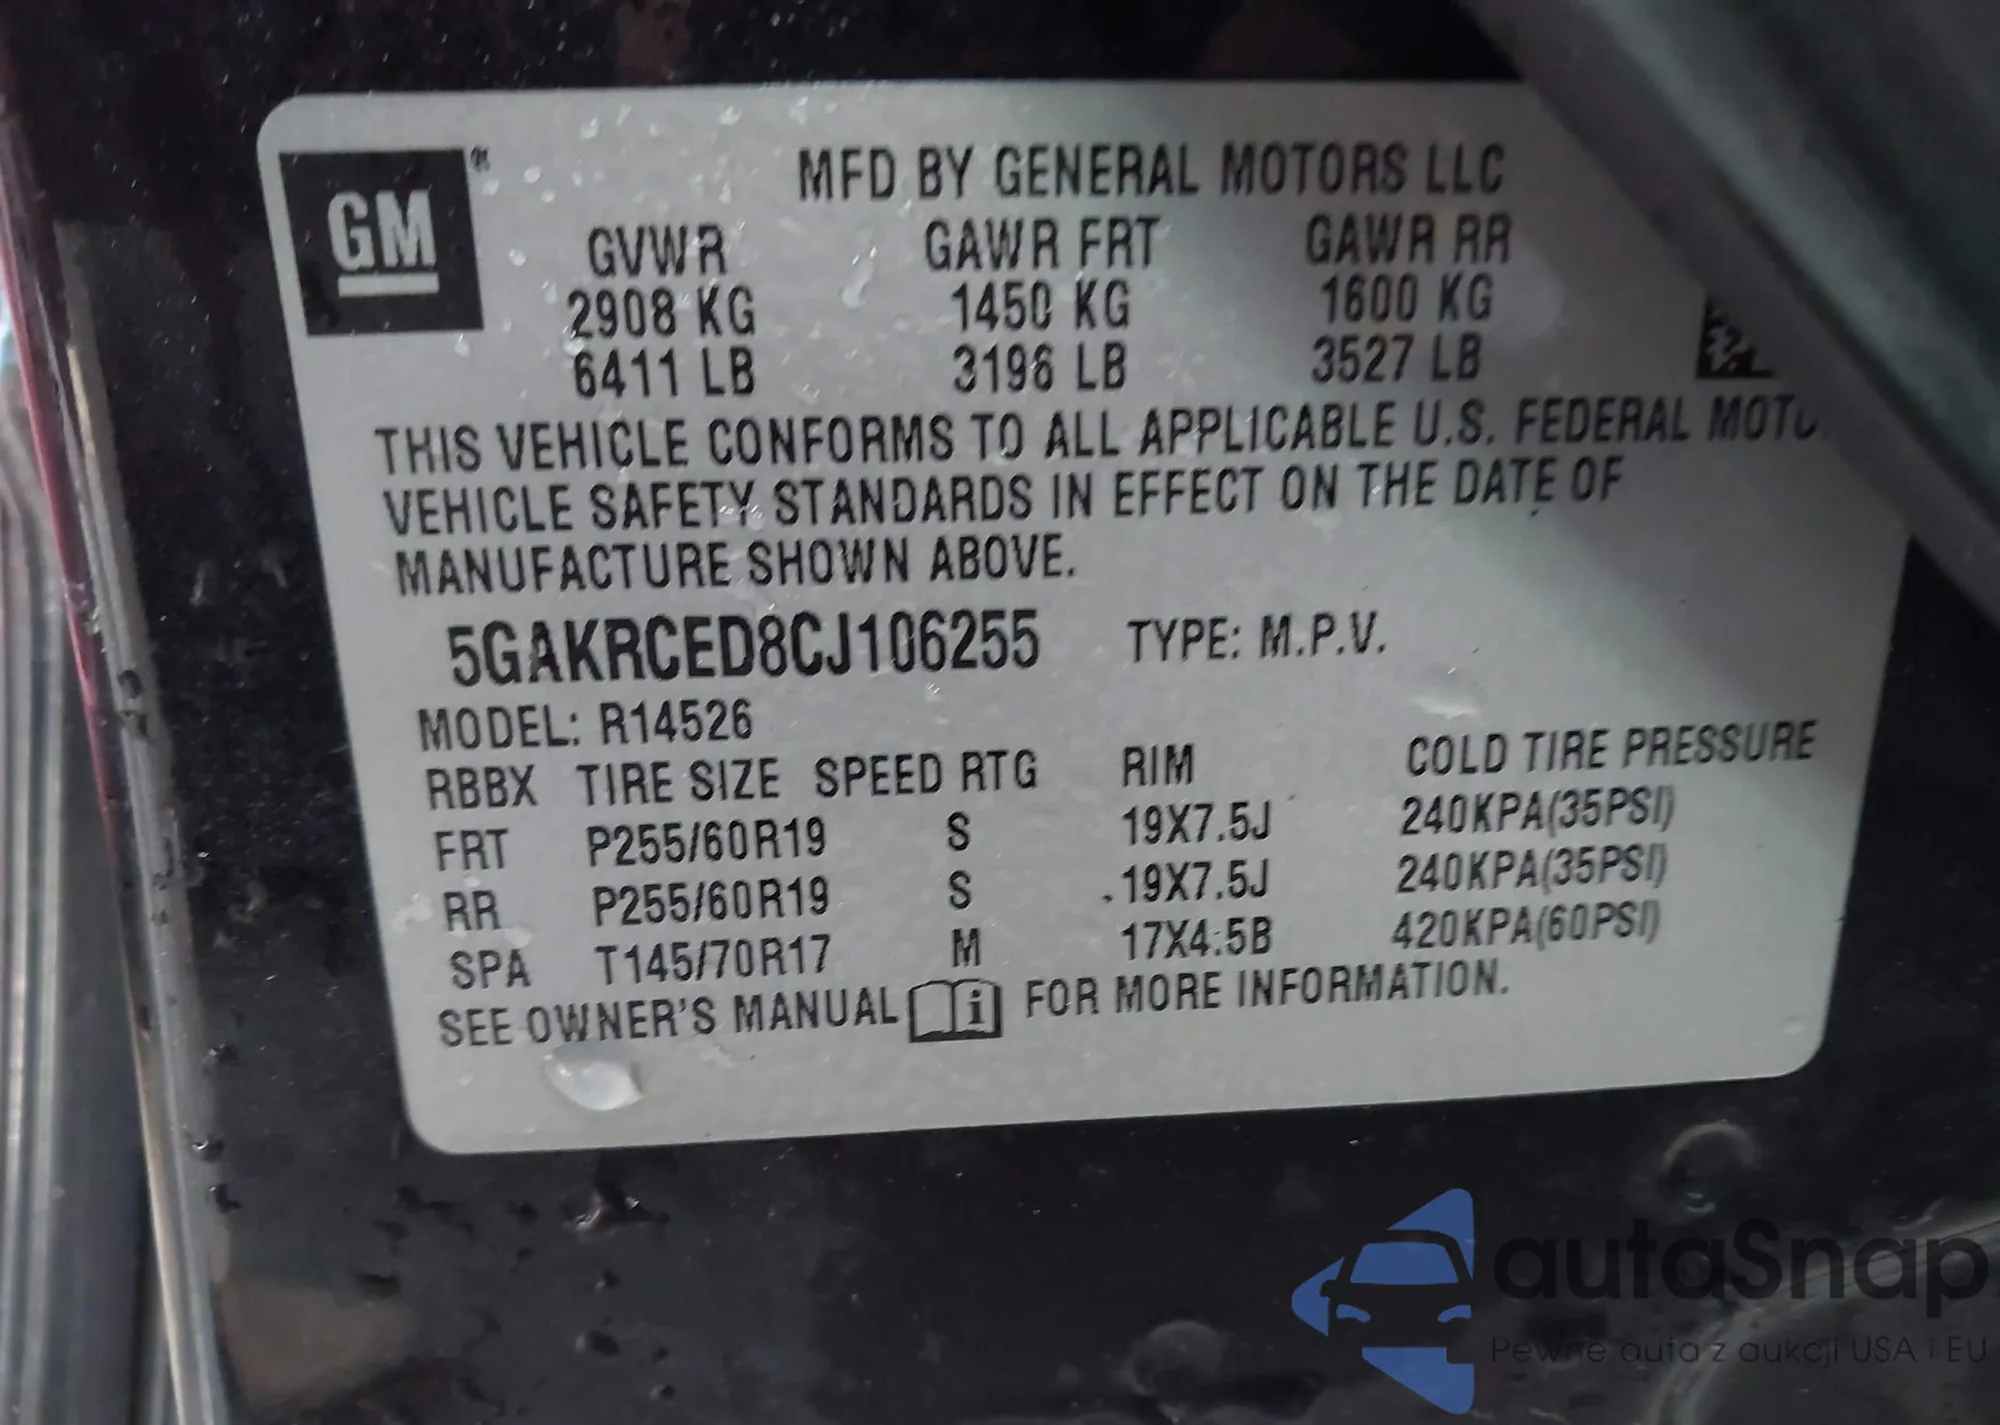 GM ®
MFD BY GENERAL MOTORS LLC
GVWR GAWR FRT GAWR RR
2908 KG 1450 KG 1600 KG
6411 LB 3196 LB 3527 LB
THIS VEHICLE CONFORMS TO ALL APPLICABLE U.S. FEDERAL
VEHICLE SAFETY STANDARDS IN EFFECT ON THE DATE OF
MANUFACTURE SHOWN ABOVE.
5GAKRCED8CJ106255 TYPE: M.P.V.
MODEL: R14526
RBBX TIRE SIZE SPEED RTG RIM COLD TIRE PRESSURE
FRT P255/60R19 S 19X7.5J 240KPA(35PSI)
RR P255/60R19 S 19X7.5J 240KPA(35PSI)
SPA T145/70R17 M 17X4.5B 420KPA(60PSI)
SEE OWNER'S MANUAL i FOR MORE INFORMATION.
autaSnap.
Pewne auta z aukcji USA i EU